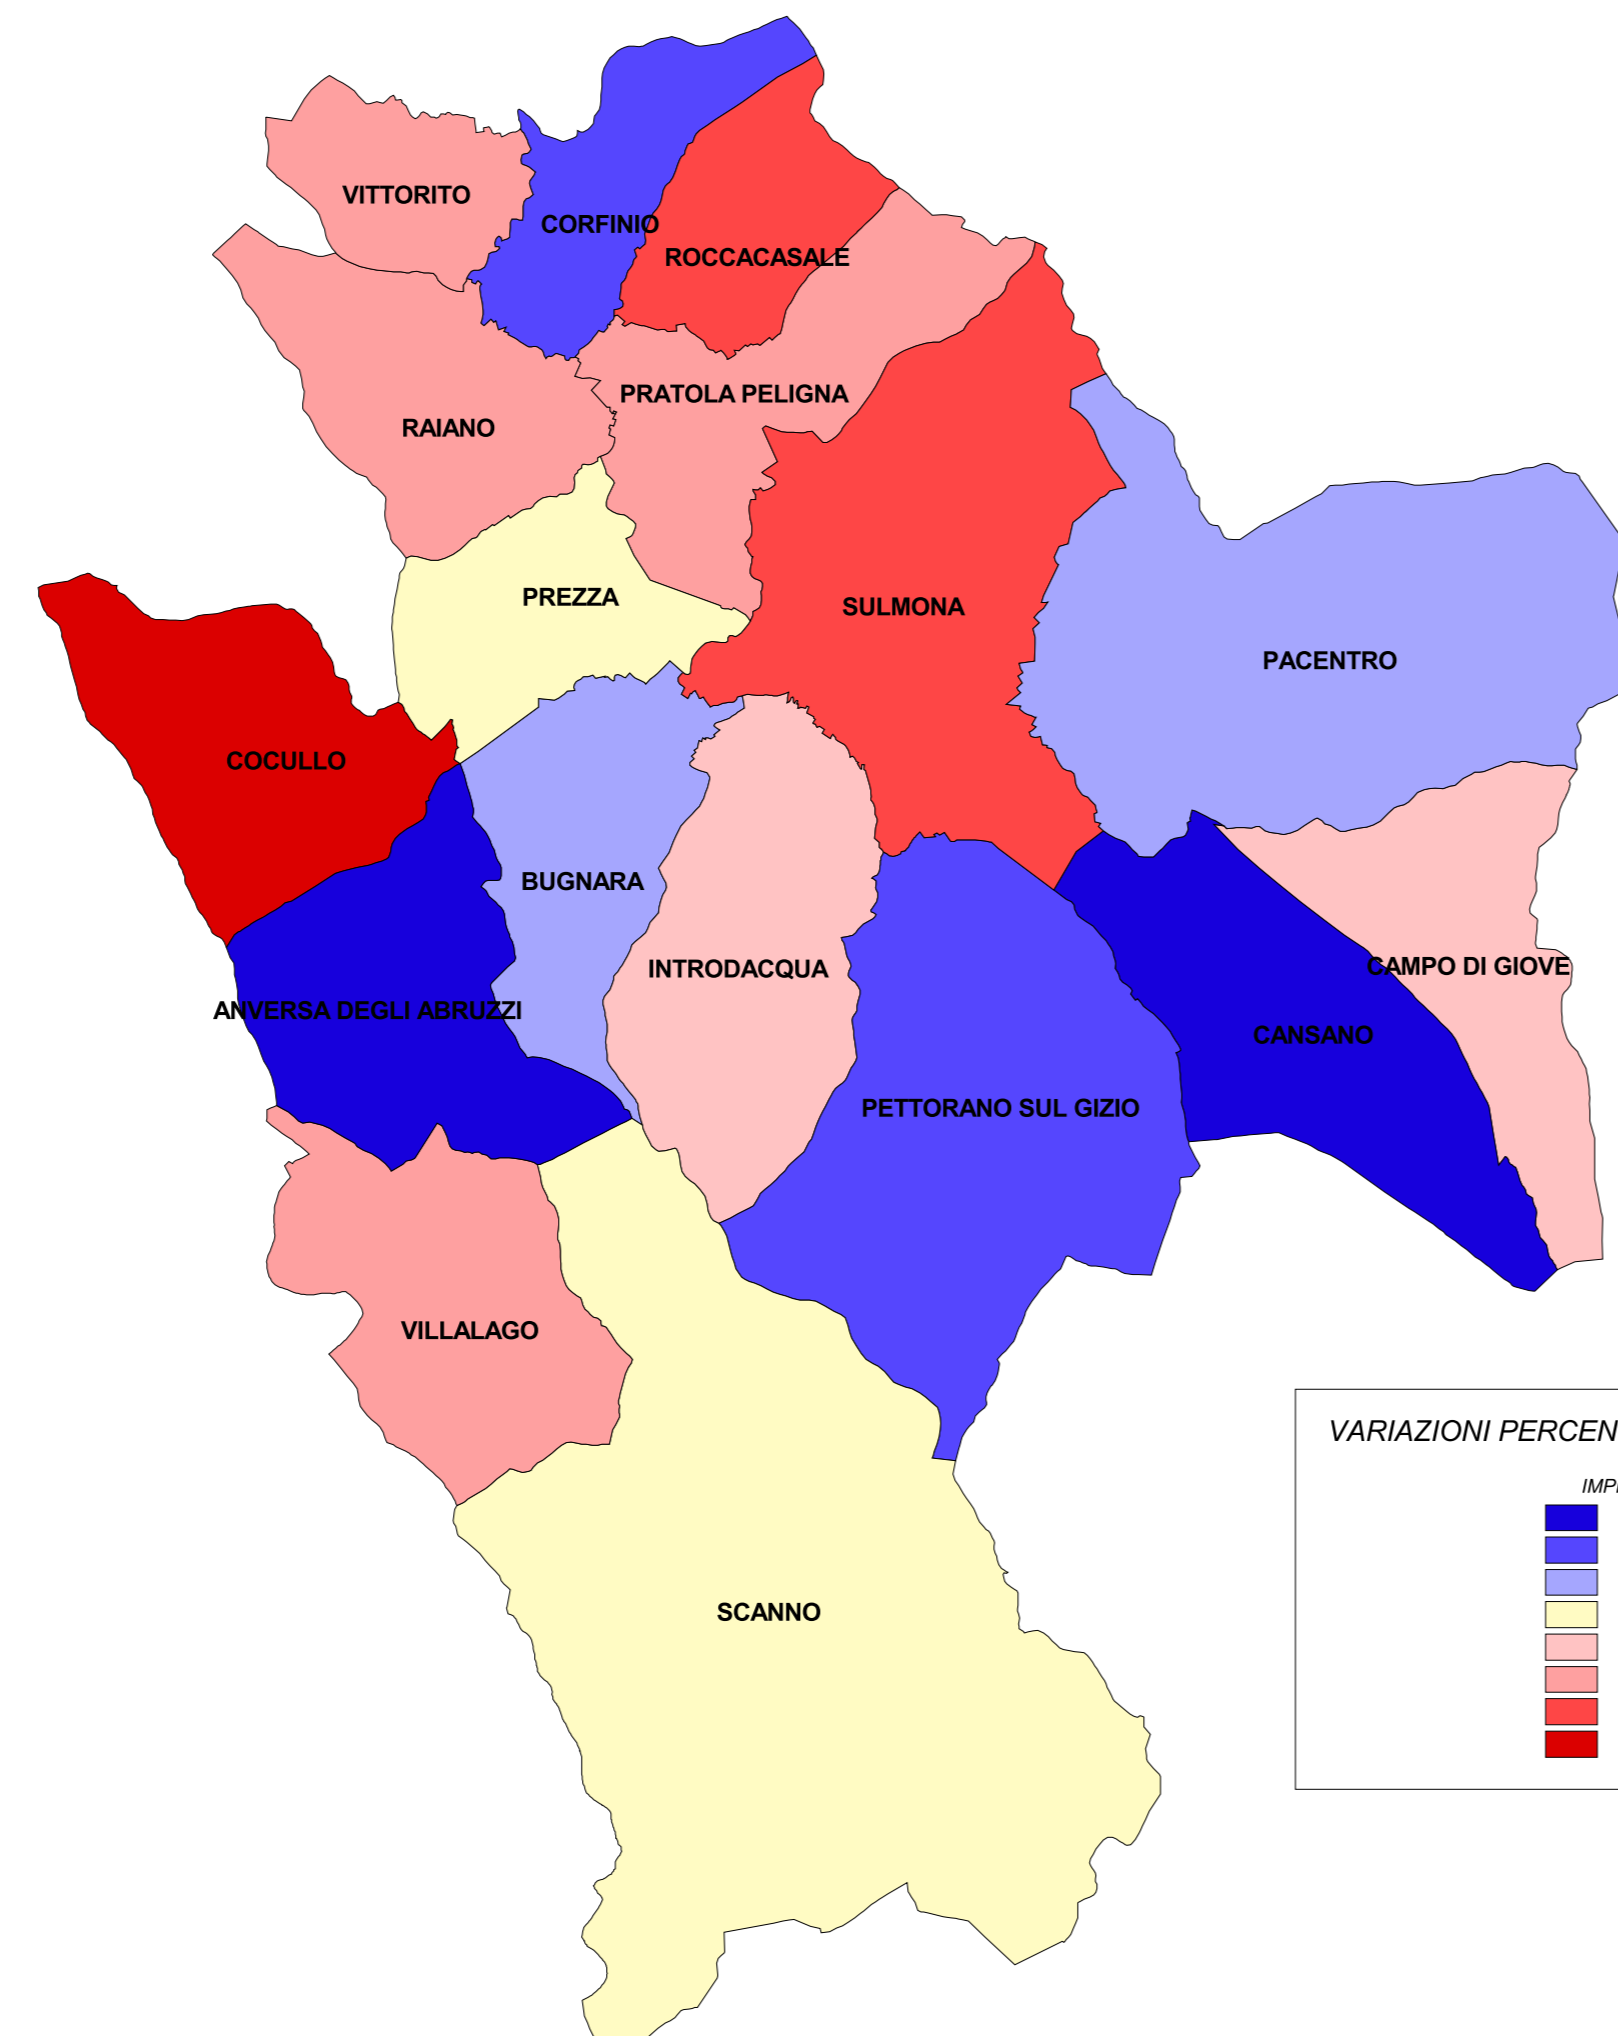 VITTORITO
CORFINIO
ROCCACASALE
PRATOLA PELIGNA
RAIANO
PREZZA
SULMONA
PACENTRO
COCULLO
BUGNARA
INTRODACQUA
CAMPO DI GIOVE
ANVERSA DEGLI ABRUZZI
CANSANO
PETTORANO SUL GIZIO
VILLALAGO
VARIAZIONI
SCANNO